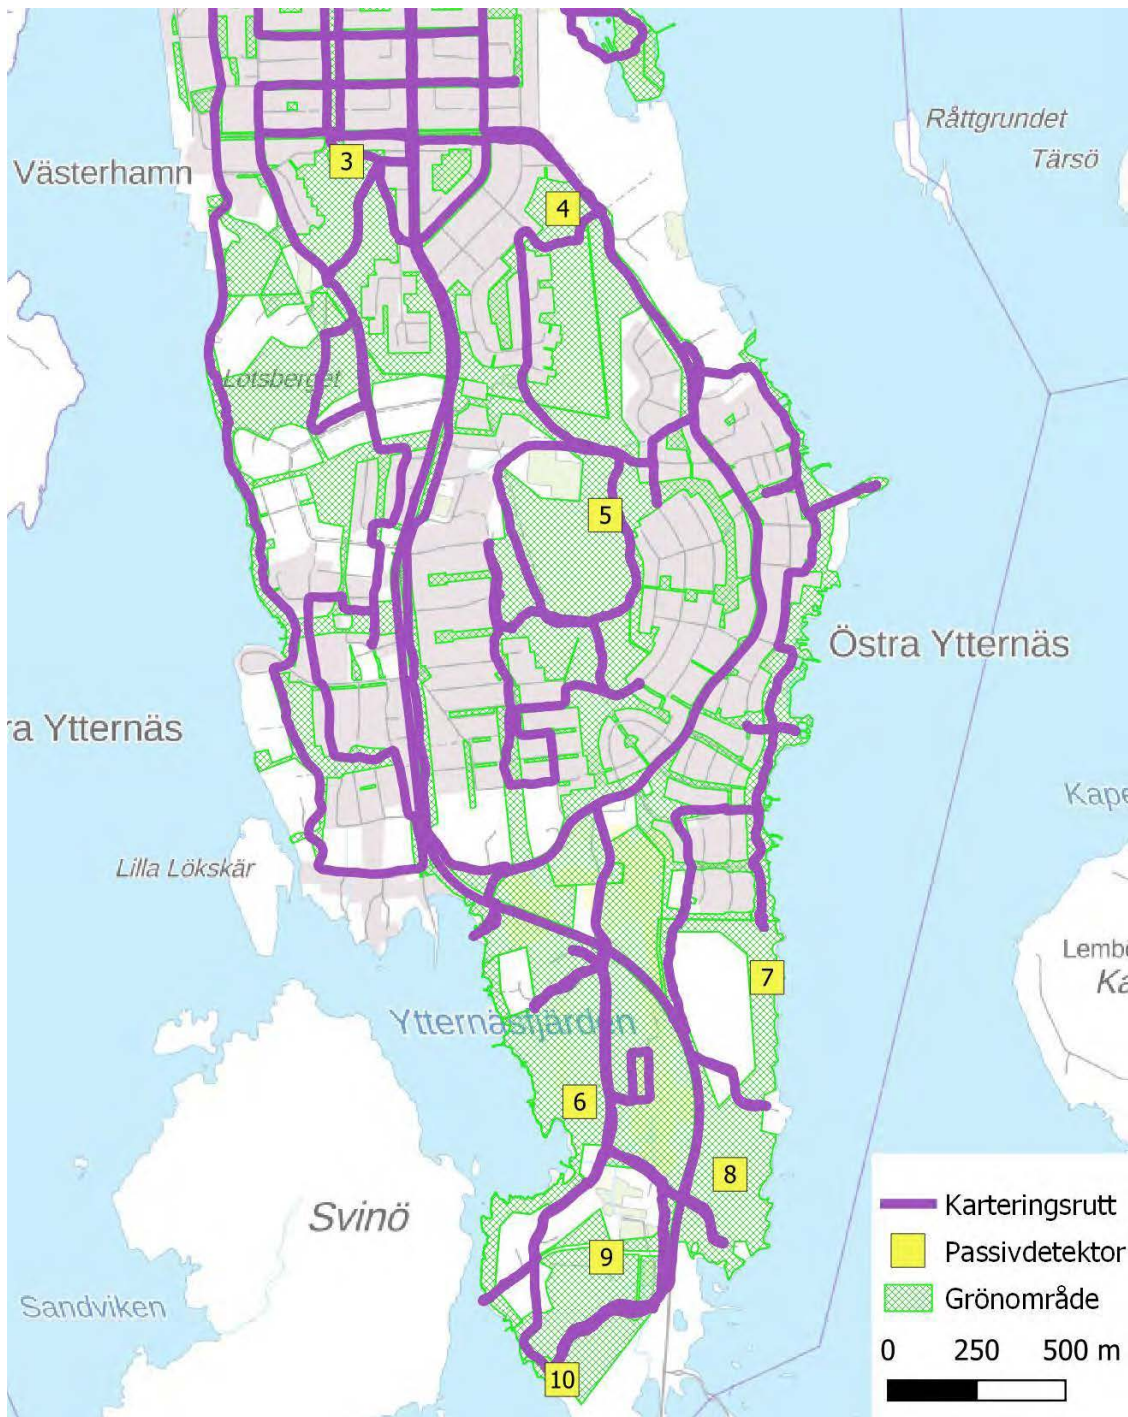 Råttgrundet
Tärsö
Västerhamn
3
4
Lotsberget
5
Östra Ytternäs
ra Ytternäs
Kape
Lilla Lökskär
Lembö
7
Ka
Ytternäsfjärden
6
8
Svinö
Karteringsrutt
9
Passivdetektor
Sandviken
Grönområde
0 250 500 m
10